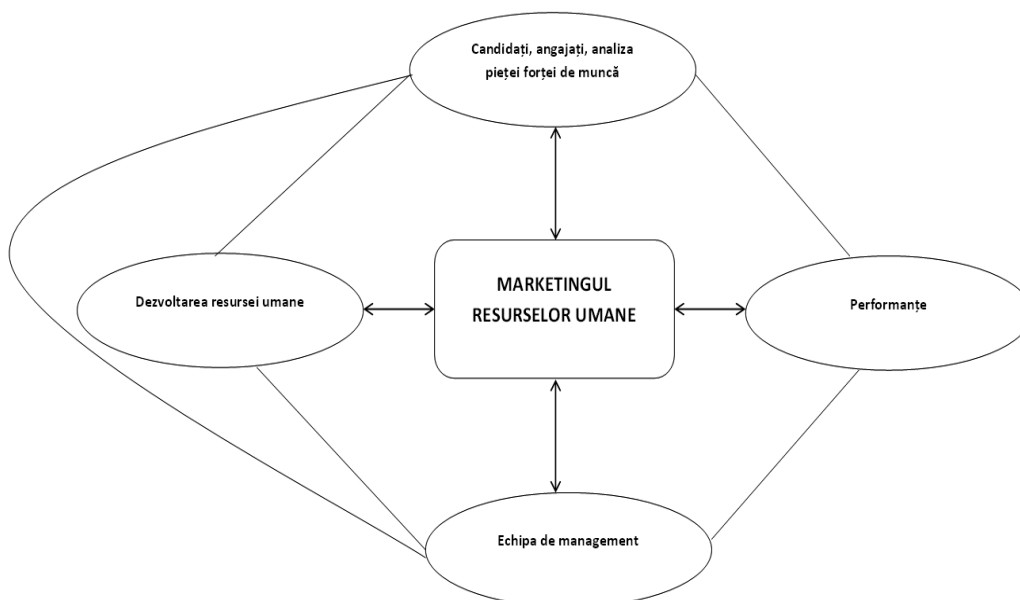 Candidați, angajați, analiza
pieței forței de muncă
Dezvoltarea resursei umane
MARKETINGUL
RESURSELOR UMANE
Performanțe
Echipa de management